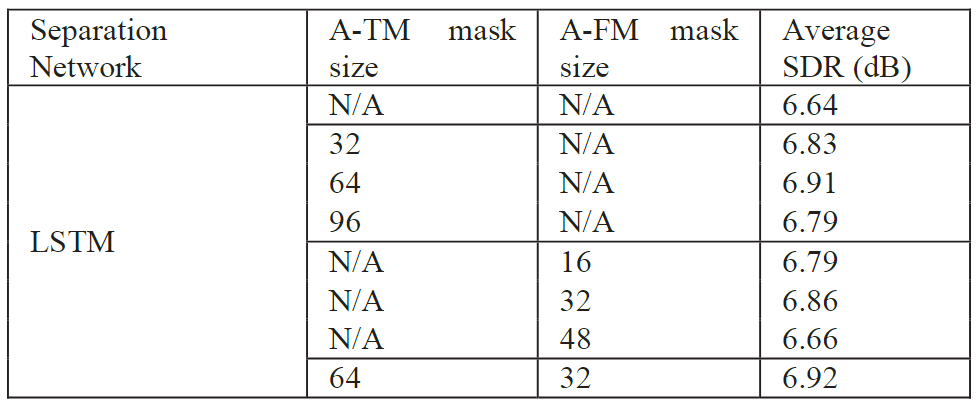 Separation Network A-TM mask size A-FM mask size Average SDR (dB)
N/A N/A 6.64
32 N/A 6.83
64 N/A 6.91
96 N/A 6.79
LSTM
N/A 16 6.79
N/A 32 6.86
N/A 48 6.66
64 32 6.92